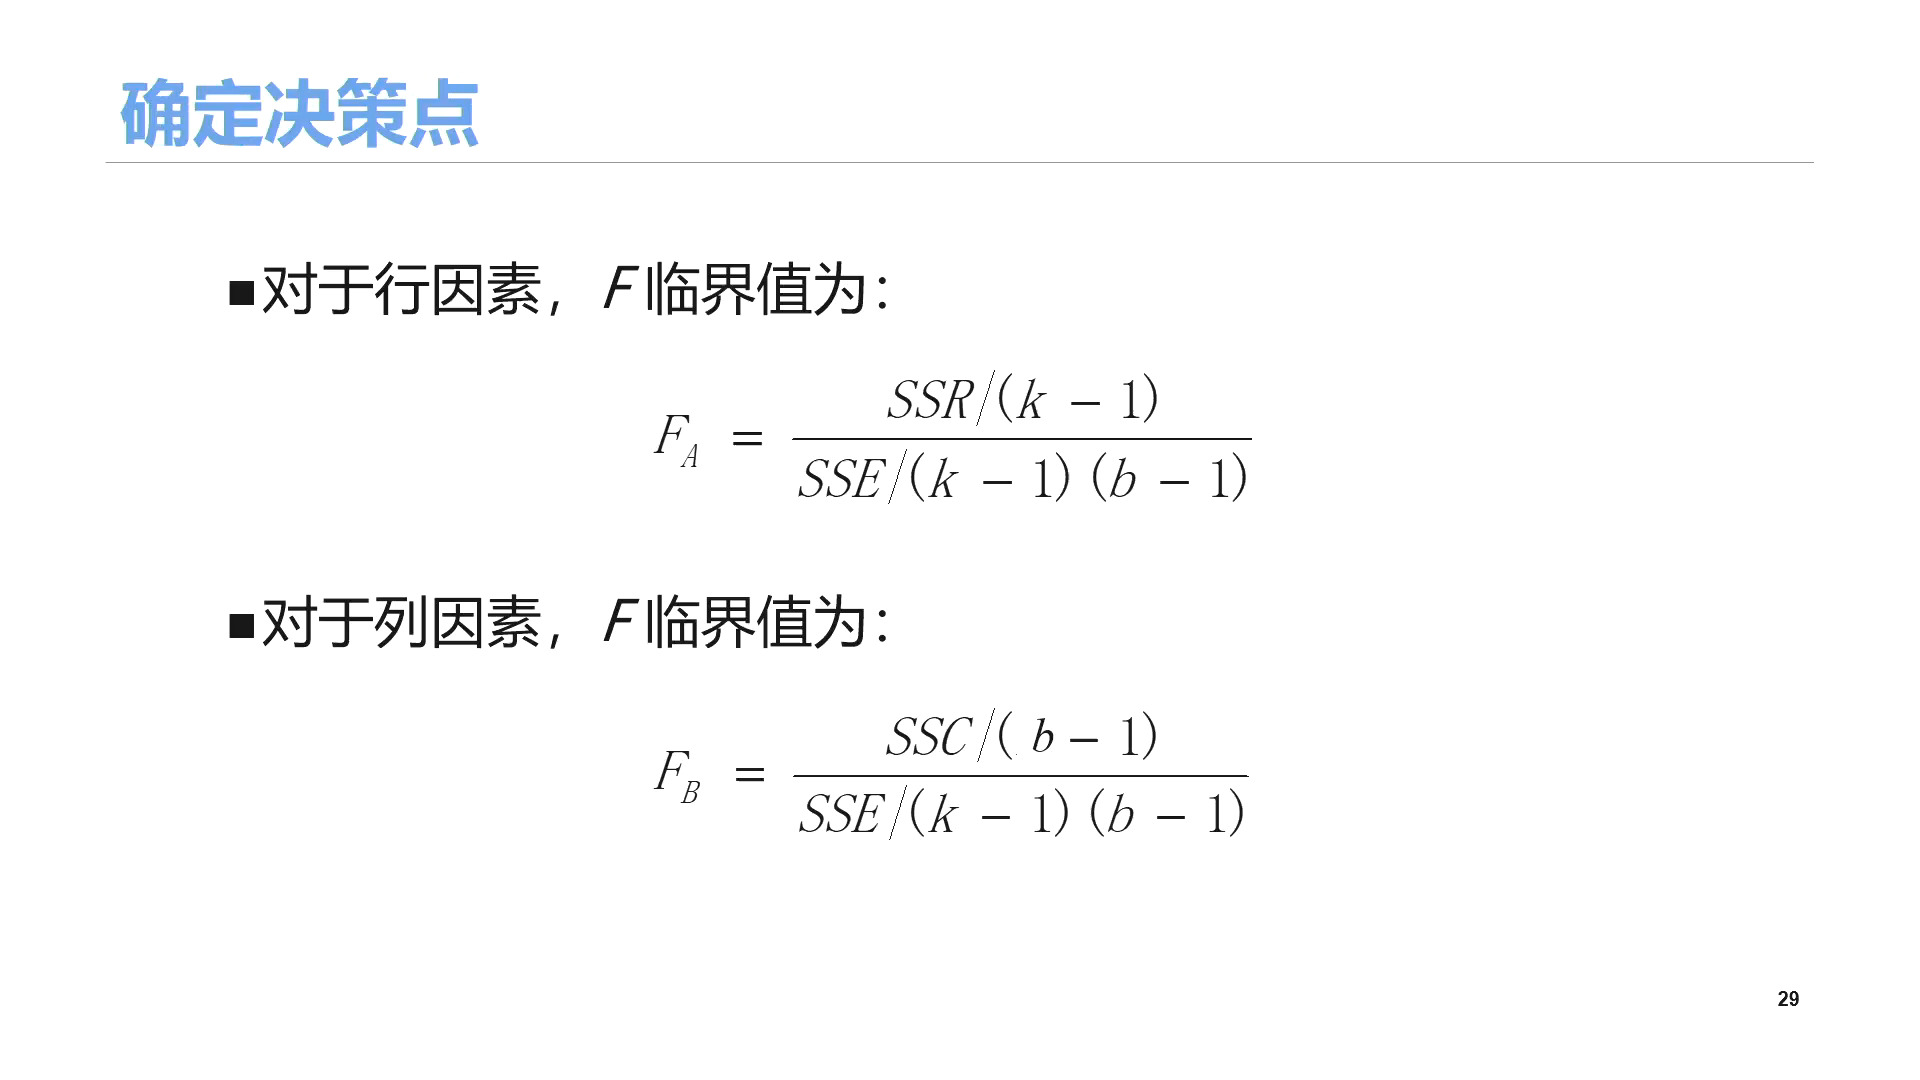 确定决策点
■对于行因素，F 临界值为：
F_A = \frac{SSR/(k - 1)}{SSE/(k - 1)(b - 1)}
■对于列因素，F 临界值为：
F_B = \frac{SSC/(b - 1)}{SSE/(k - 1)(b - 1)}
29